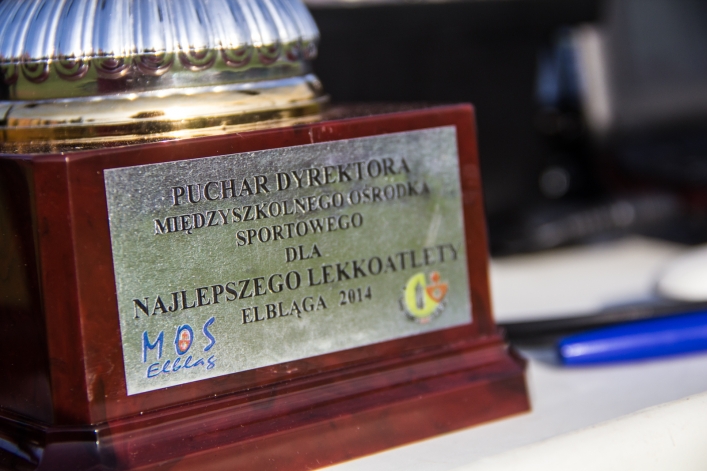 PUCHAR DYREKTORA
MIĘDZYSZKOLNEGO OŚRODKA
SPORTOWEGO
DLA
NAJLEPSZEGO LEKKOATLETY
ELBLĄGA 2014
MOS
Elbląg